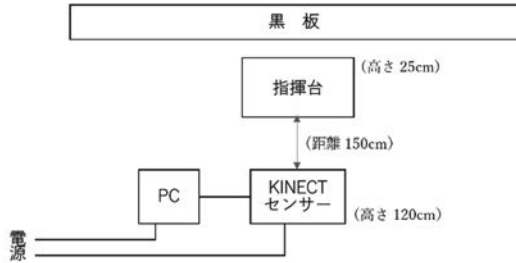 黒 板
(高さ 25cm)
指揮台
(距離 150cm)
PC
KINECT
センサー
(高さ 120cm)
電源